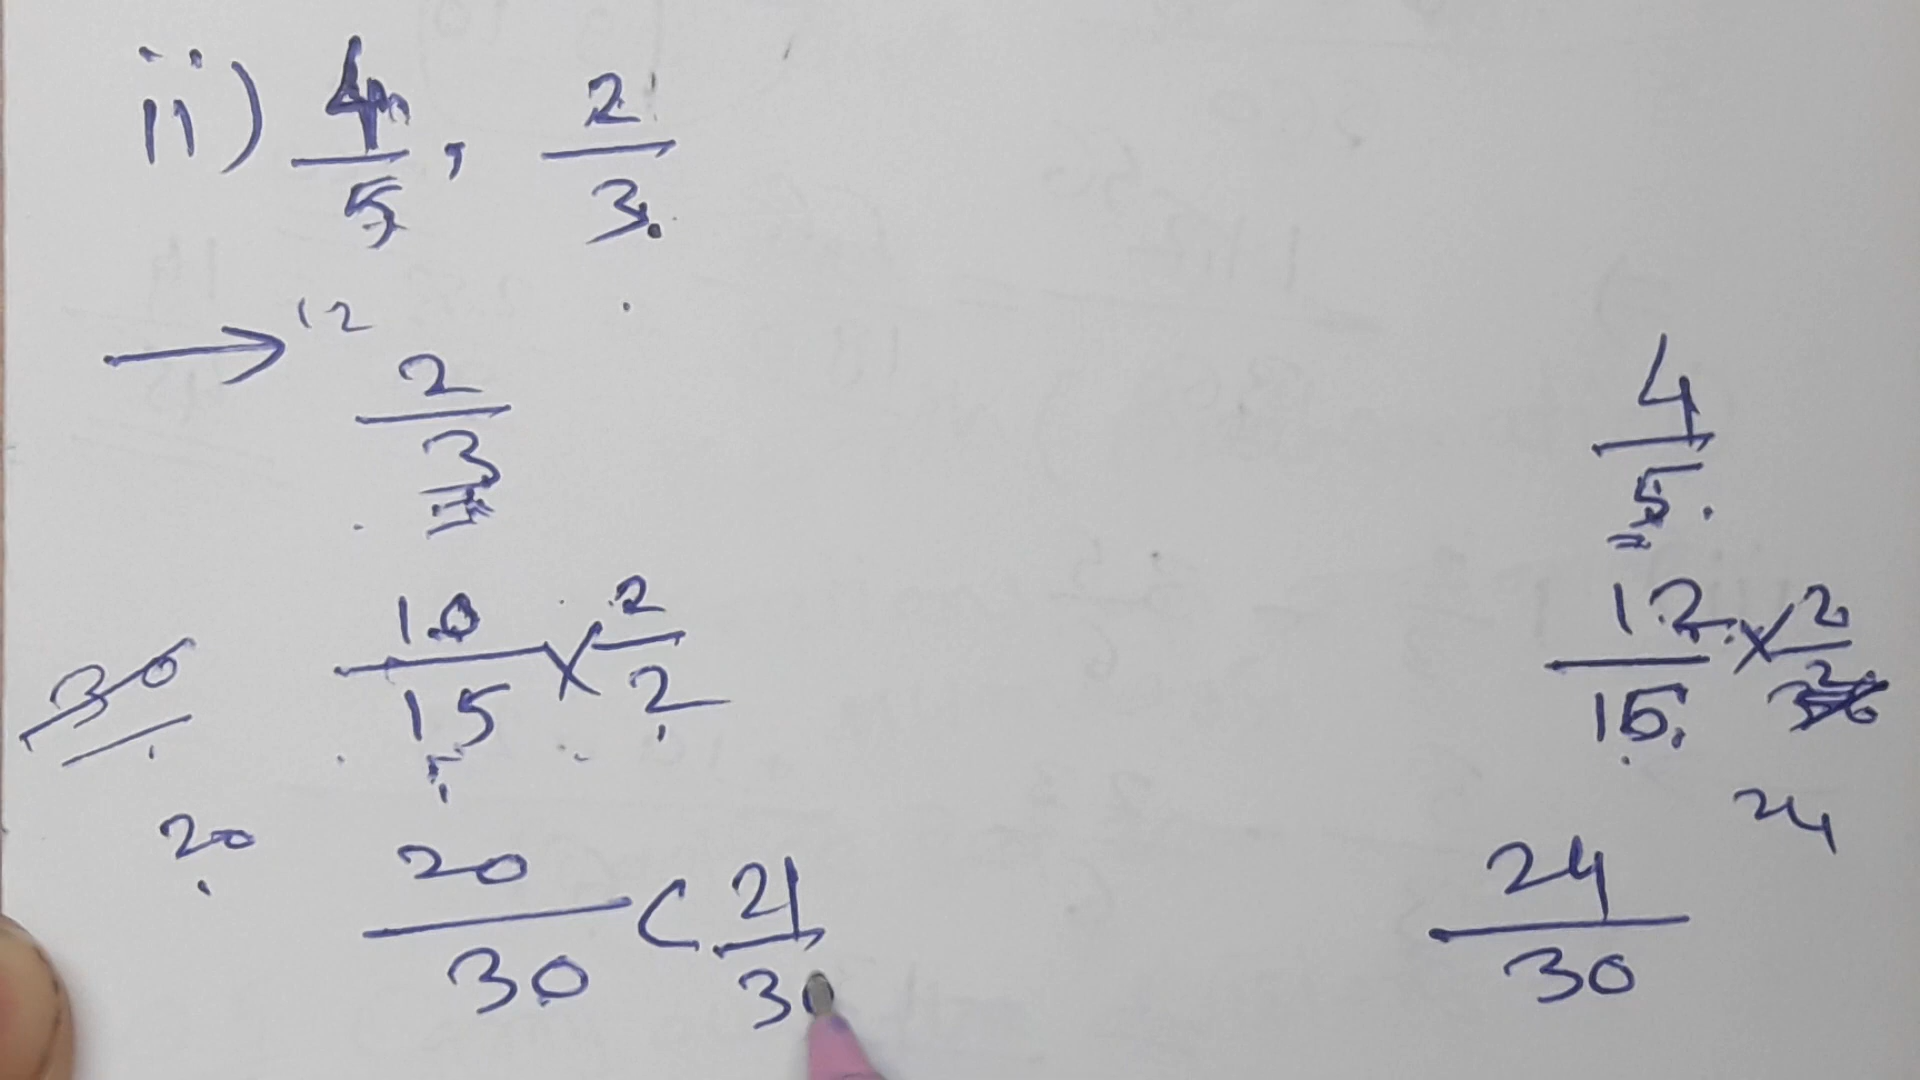 ii) 4/5, 2/3
→ 12
2/3 4/5
10/15 × 2/2 12/15 × 2/2
30
20 24
20/30 < 21/30 24/30